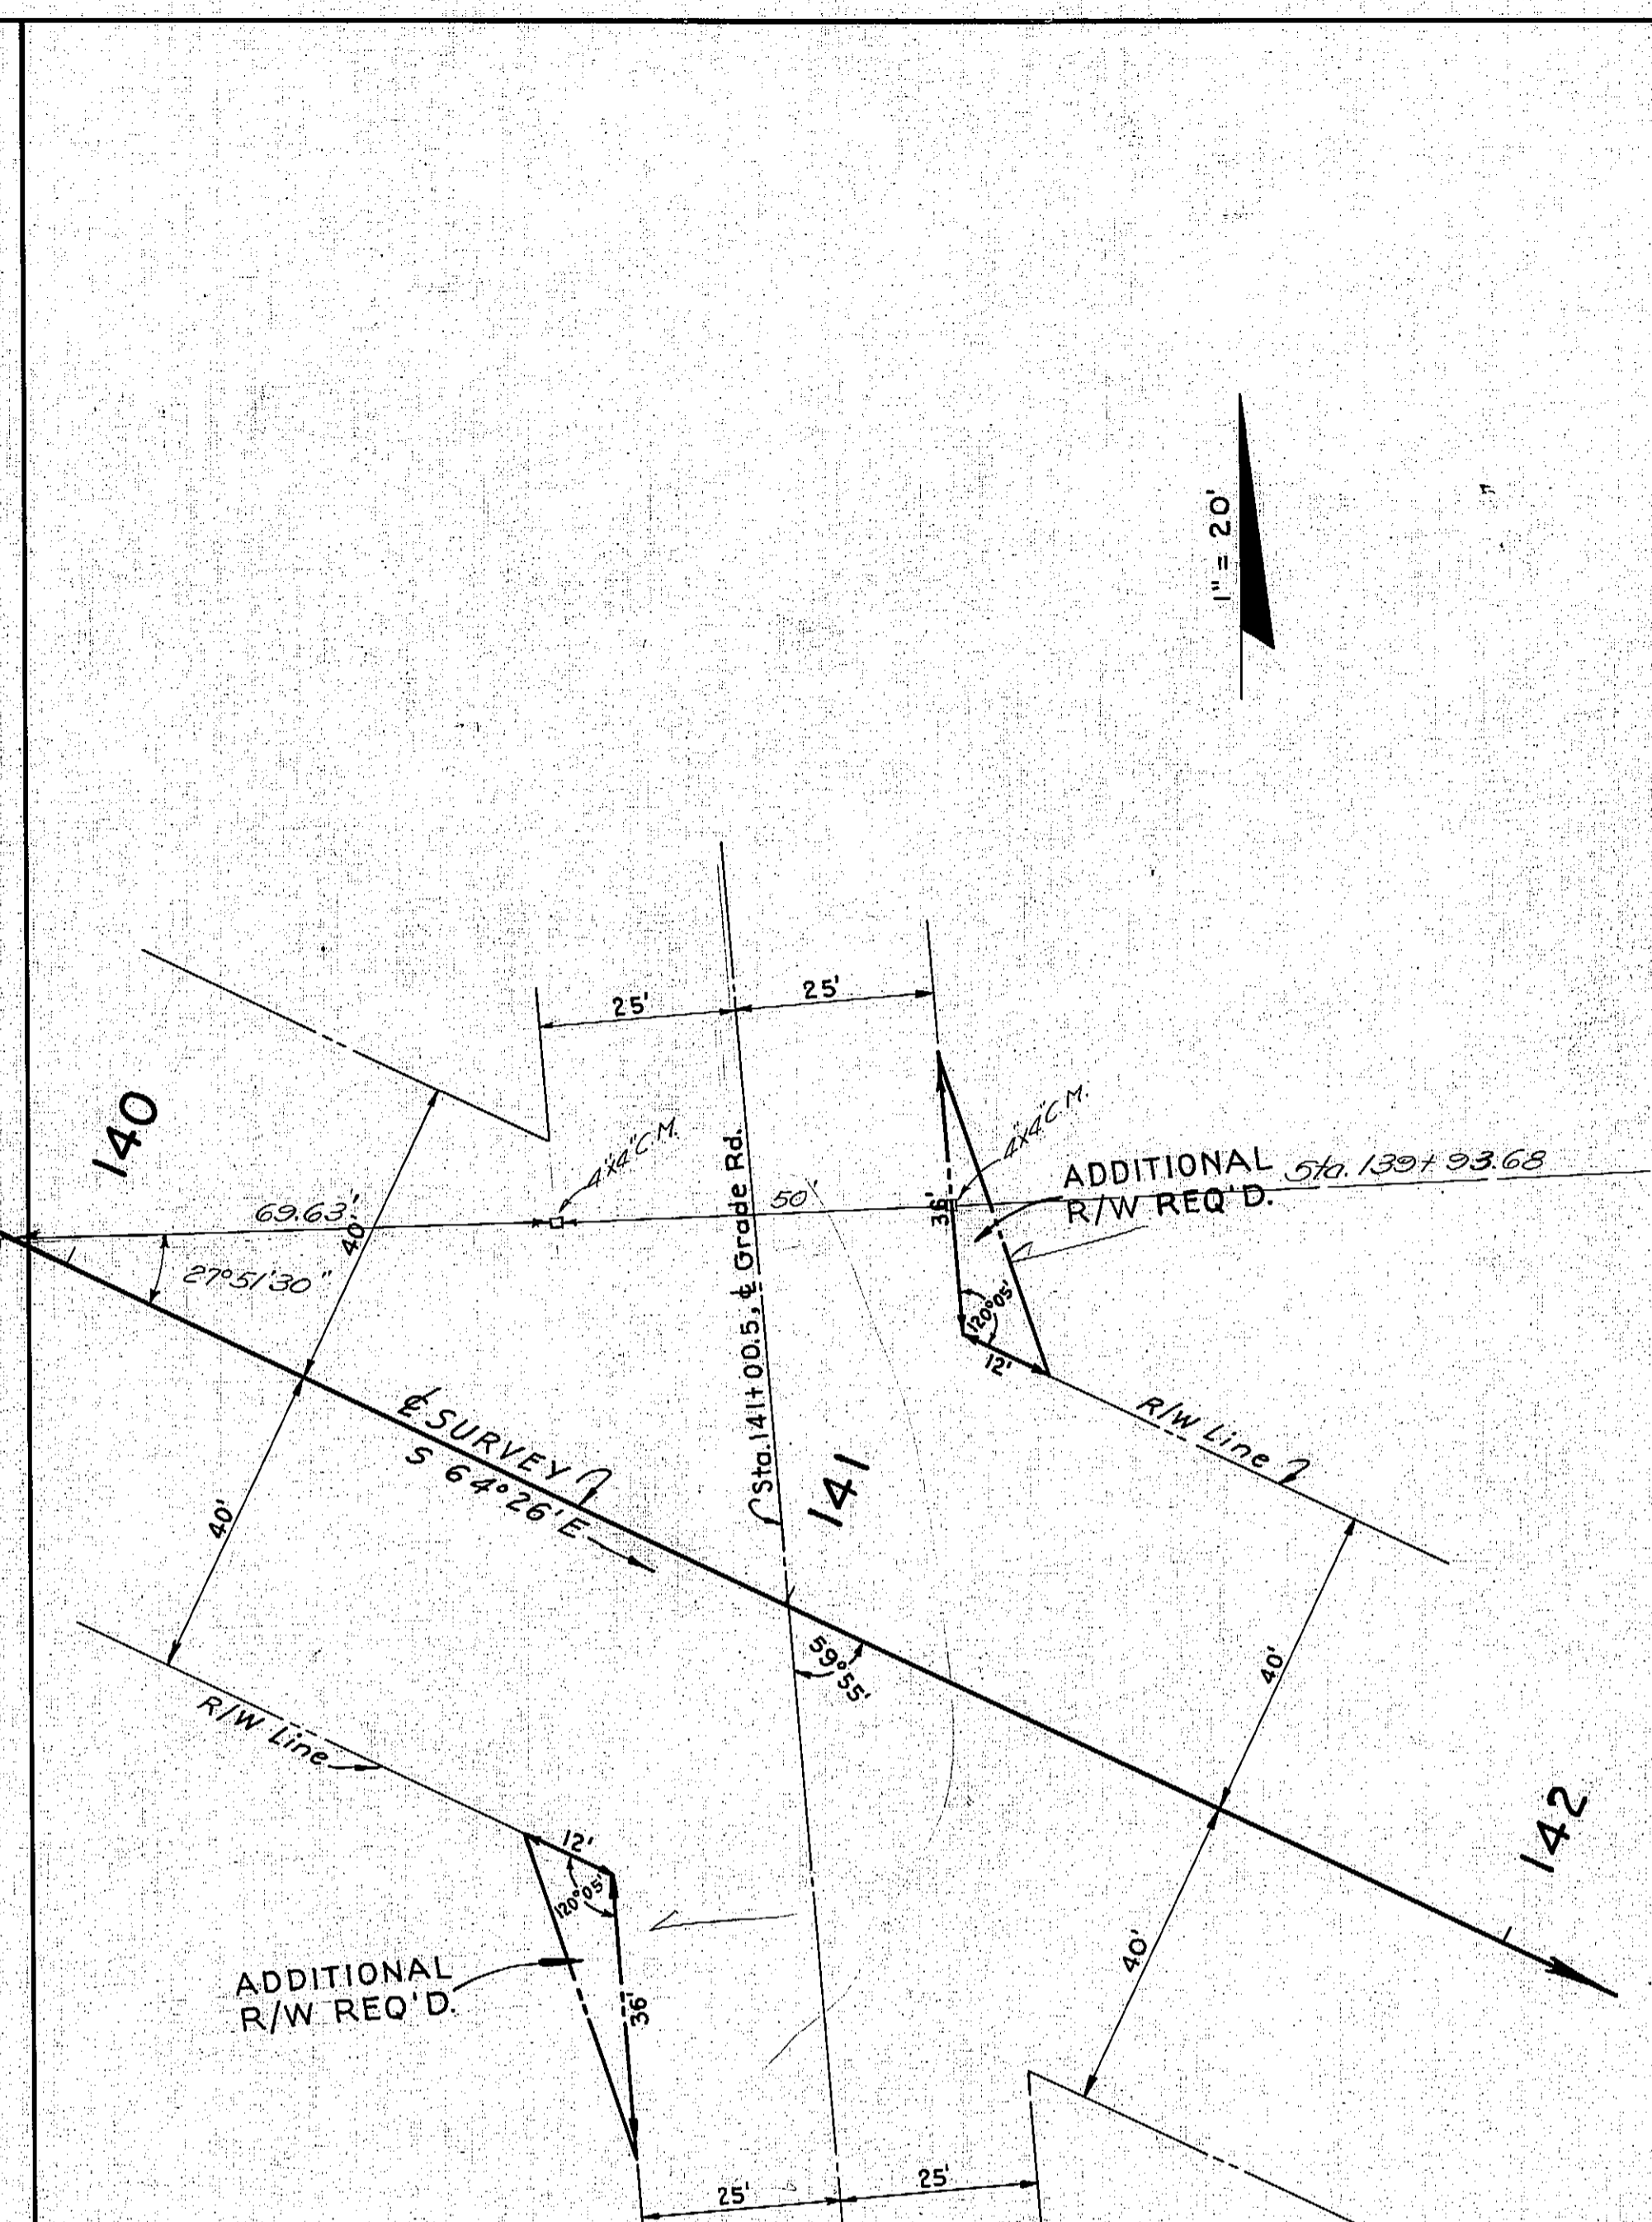 1" = 20'
25'
25'
140
4"x4" C.M.
4"x4" C.M.
69.63'
40'
50'
36'
ADDITIONAL
R/W REQ'D.
Sta. 139+93.68
27°51'30"
Sta. 141+00.5, ℄ Grade Rd.
120°05'
12'
℄ SURVEY
S 64°26'E
R/W Line
40'
141
59°55'
40'
R/W Line
142
12'
120°05'
40'
ADDITIONAL
R/W REQ'D.
36'
25'
25'